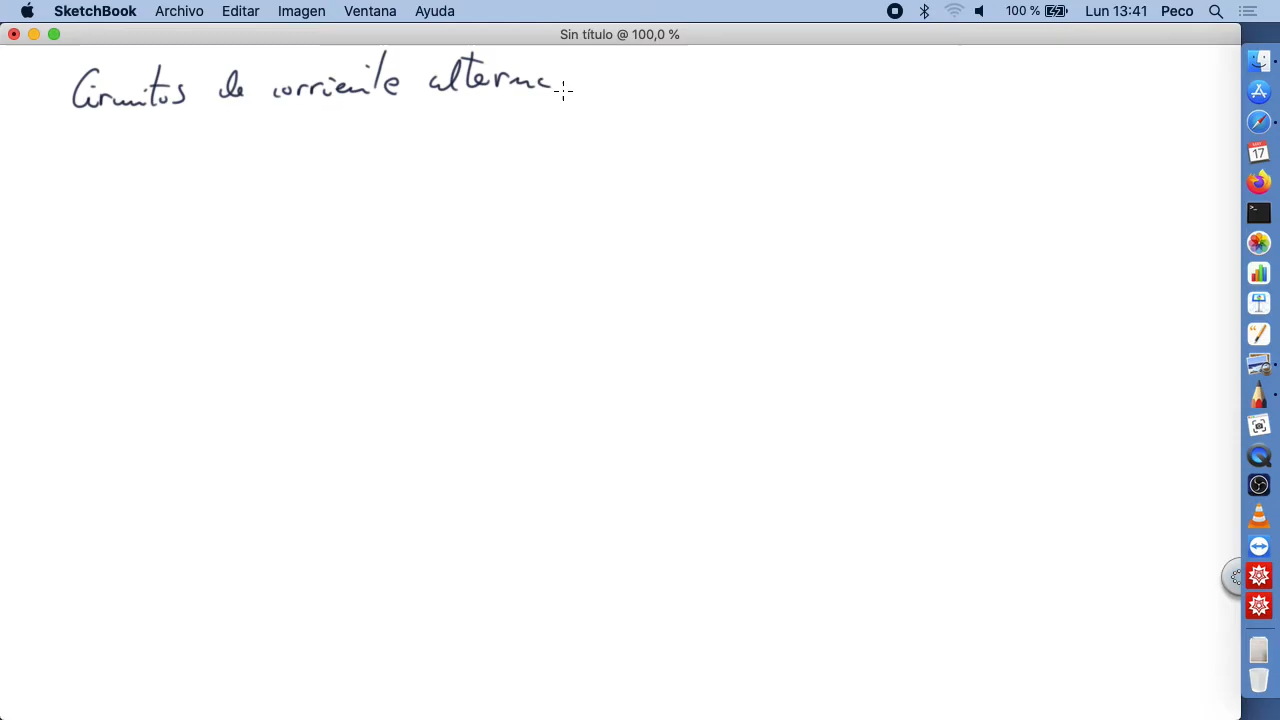 SketchBook Archivo Editar Imagen Ventana Ayuda 100 % Lun 13:41 Peco
Sin título @ 100,0 %
Circuitos de corriente alterna
17